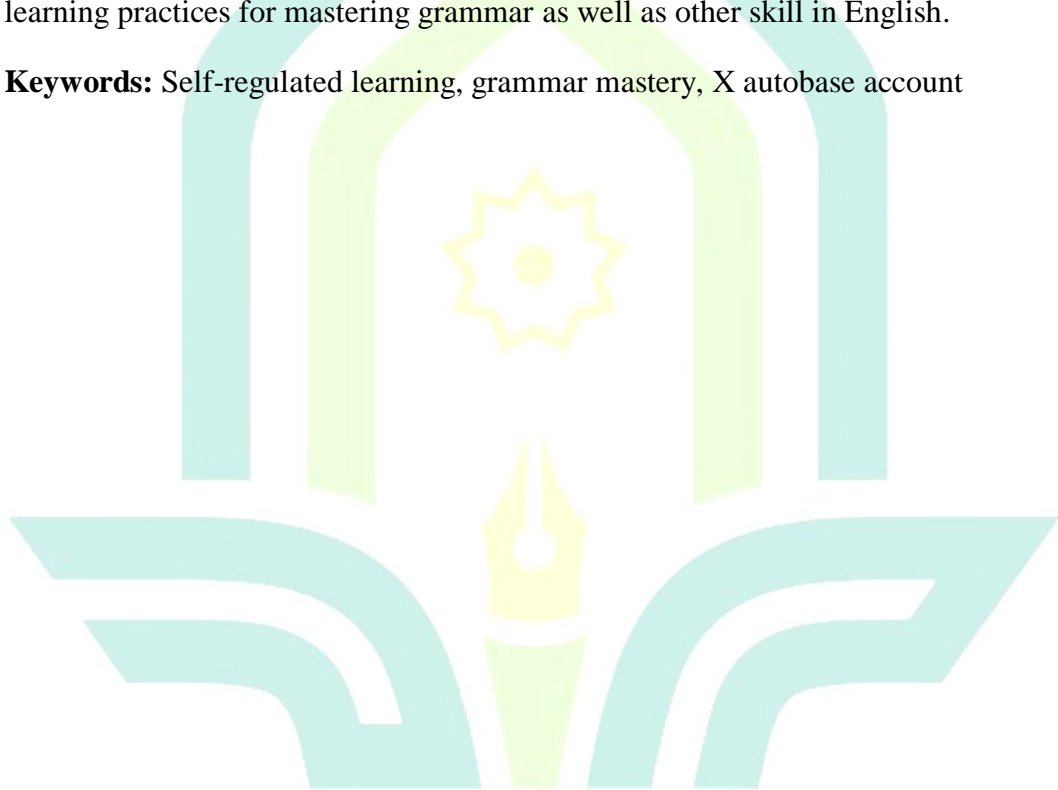 learning practices for mastering grammar as well as other skill in English.
Keywords: Self-regulated learning, grammar mastery, X autobase account